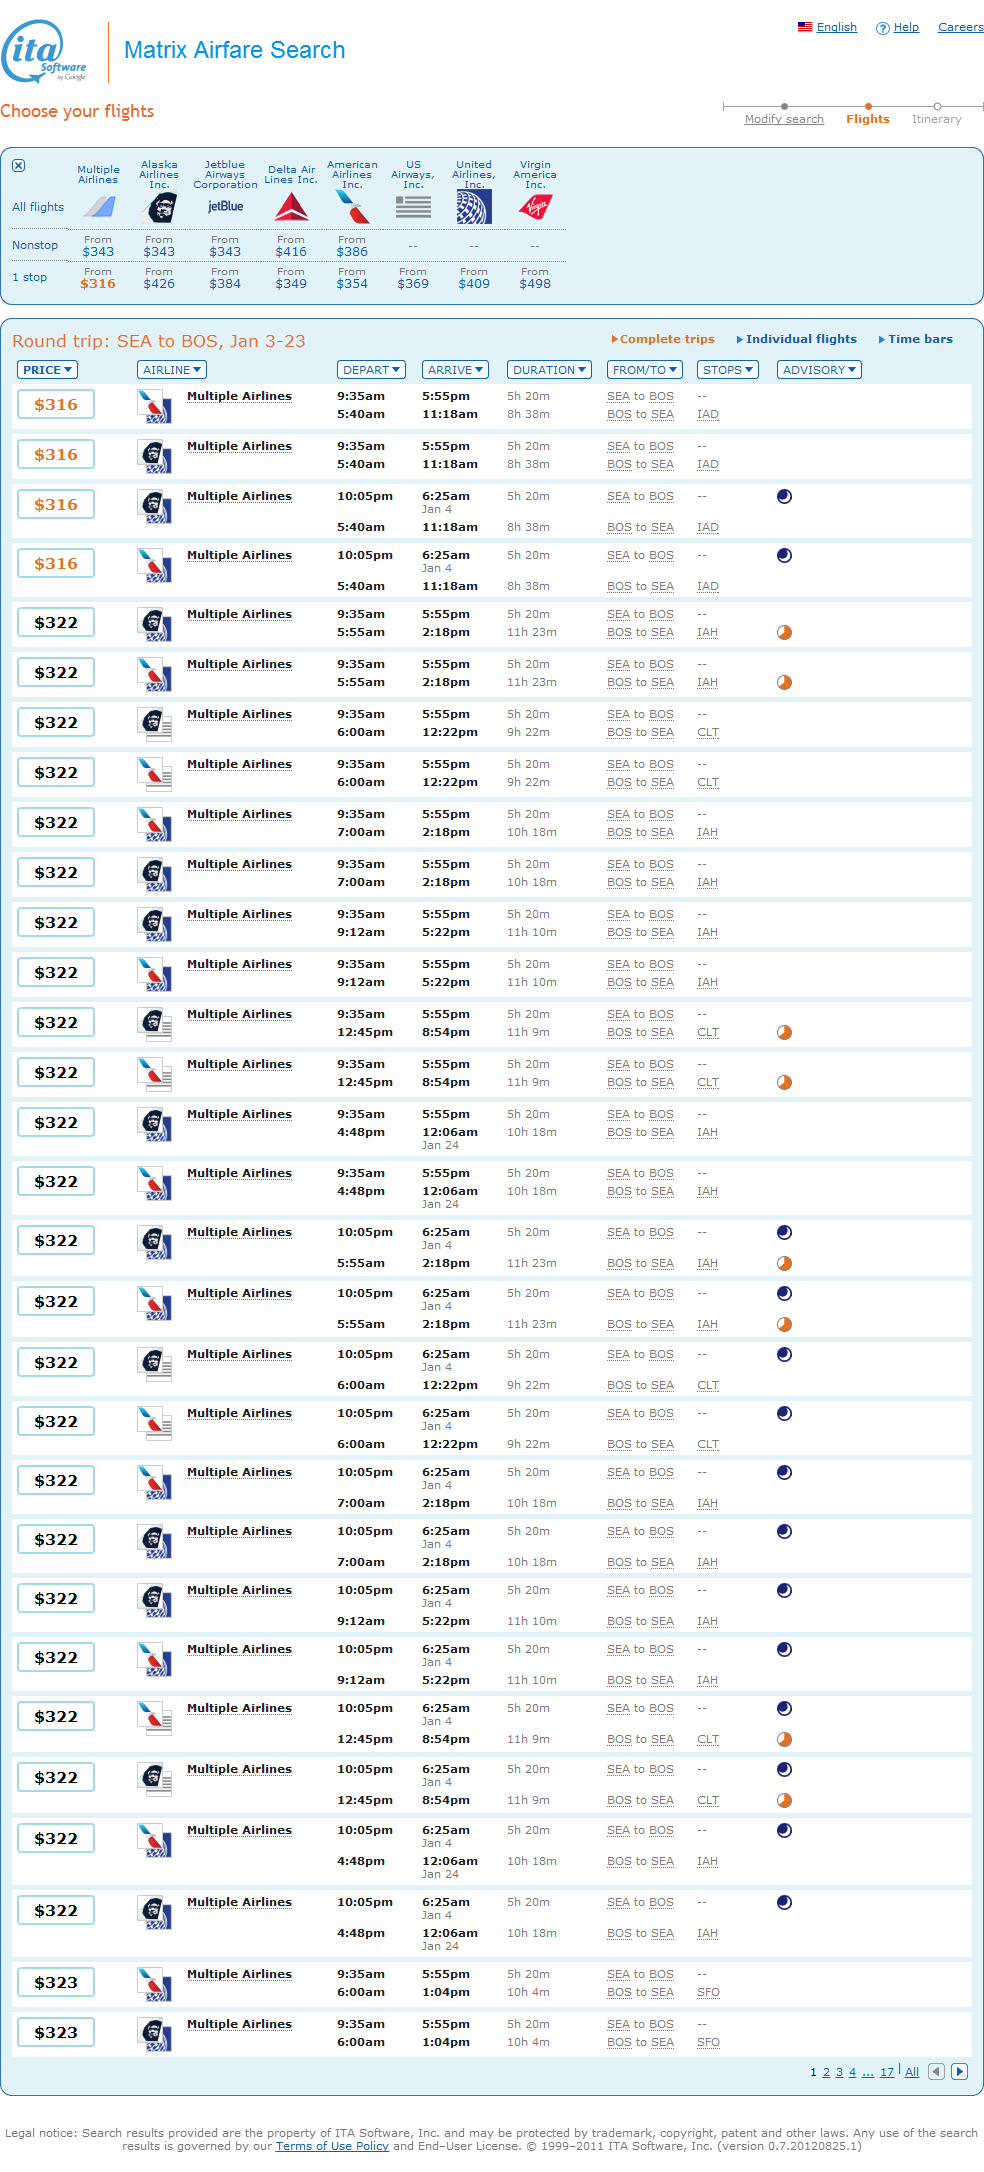 ita Software by Google
Matrix Airfare Search
English Help Careers
Choose your flights
Modify search Flights Itinerary
All flights Multiple Airlines Alaska Airlines Inc. Jetblue Airways Corporation Delta Air Lines Inc. American Airlines Inc. US Airways, Inc. United Airlines, Inc. Virgin America Inc.
jetBlue Virgin
Nonstop From $343 From $343 From $343 From $416 From $386 -- -- --
1 stop From $316 From $426 From $384 From $349 From $354 From $369 From $409 From $498
Round trip: SEA to BOS, Jan 3-23
Complete trips Individual flights Time bars
PRICE AIRLINE DEPART ARRIVE DURATION FROM/TO STOPS ADVISORY
$316 Multiple Airlines 9:35am 5:55pm 5h 20m SEA to BOS --
5:40am 11:18am 8h 38m BOS to SEA IAD
$316 Multiple Airlines 9:35am 5:55pm 5h 20m SEA to BOS --
5:40am 11:18am 8h 38m BOS to SEA IAD
$316 Multiple Airlines 10:05pm 6:25am 5h 20m SEA to BOS --
Jan 4
5:40am 11:18am 8h 38m BOS to SEA IAD
$316 Multiple Airlines 10:05pm 6:25am 5h 20m SEA to BOS --
Jan 4
5:40am 11:18am 8h 38m BOS to SEA IAD
$322 Multiple Airlines 9:35am 5:55pm 5h 20m SEA to BOS --
5:55am 2:18pm 11h 23m BOS to SEA IAH
$322 Multiple Airlines 9:35am 5:55pm 5h 20m SEA to BOS --
5:55am 2:18pm 11h 23m BOS to SEA IAH
$322 Multiple Airlines 9:35am 5:55pm 5h 20m SEA to BOS --
6:00am 12:22pm 9h 22m BOS to SEA CLT
$322 Multiple Airlines 9:35am 5:55pm 5h 20m SEA to BOS --
6:00am 12:22pm 9h 22m BOS to SEA CLT
$322 Multiple Airlines 9:35am 5:55pm 5h 20m SEA to BOS --
7:00am 2:18pm 10h 18m BOS to SEA IAH
$322 Multiple Airlines 9:35am 5:55pm 5h 20m SEA to BOS --
7:00am 2:18pm 10h 18m BOS to SEA IAH
$322 Multiple Airlines 9:35am 5:55pm 5h 20m SEA to BOS --
9:12am 5:22pm 11h 10m BOS to SEA IAH
$322 Multiple Airlines 9:35am 5:55pm 5h 20m SEA to BOS --
9:12am 5:22pm 11h 10m BOS to SEA IAH
$322 Multiple Airlines 9:35am 5:55pm 5h 20m SEA to BOS --
12:45pm 8:54pm 11h 9m BOS to SEA CLT
$322 Multiple Airlines 9:35am 5:55pm 5h 20m SEA to BOS --
12:45pm 8:54pm 11h 9m BOS to SEA CLT
$322 Multiple Airlines 9:35am 5:55pm 5h 20m SEA to BOS --
4:48pm 12:06am 10h 18m BOS to SEA IAH
Jan 24
$322 Multiple Airlines 9:35am 5:55pm 5h 20m SEA to BOS --
4:48pm 12:06am 10h 18m BOS to SEA IAH
Jan 24
$322 Multiple Airlines 10:05pm 6:25am 5h 20m SEA to BOS --
Jan 4
5:55am 2:18pm 11h 23m BOS to SEA IAH
$322 Multiple Airlines 10:05pm 6:25am 5h 20m SEA to BOS --
Jan 4
5:55am 2:18pm 11h 23m BOS to SEA IAH
$322 Multiple Airlines 10:05pm 6:25am 5h 20m SEA to BOS --
Jan 4
6:00am 12:22pm 9h 22m BOS to SEA CLT
$322 Multiple Airlines 10:05pm 6:25am 5h 20m SEA to BOS --
Jan 4
6:00am 12:22pm 9h 22m BOS to SEA CLT
$322 Multiple Airlines 10:05pm 6:25am 5h 20m SEA to BOS --
Jan 4
7:00am 2:18pm 10h 18m BOS to SEA IAH
$322 Multiple Airlines 10:05pm 6:25am 5h 20m SEA to BOS --
Jan 4
7:00am 2:18pm 10h 18m BOS to SEA IAH
$322 Multiple Airlines 10:05pm 6:25am 5h 20m SEA to BOS --
Jan 4
9:12am 5:22pm 11h 10m BOS to SEA IAH
$322 Multiple Airlines 10:05pm 6:25am 5h 20m SEA to BOS --
Jan 4
9:12am 5:22pm 11h 10m BOS to SEA IAH
$322 Multiple Airlines 10:05pm 6:25am 5h 20m SEA to BOS --
Jan 4
12:45pm 8:54pm 11h 9m BOS to SEA CLT
$322 Multiple Airlines 10:05pm 6:25am 5h 20m SEA to BOS --
Jan 4
12:45pm 8:54pm 11h 9m BOS to SEA CLT
$322 Multiple Airlines 10:05pm 6:25am 5h 20m SEA to BOS --
Jan 4
4:48pm 12:06am 10h 18m BOS to SEA IAH
Jan 24
$322 Multiple Airlines 10:05pm 6:25am 5h 20m SEA to BOS --
Jan 4
4:48pm 12:06am 10h 18m BOS to SEA IAH
Jan 24
$323 Multiple Airlines 9:35am 5:55pm 5h 20m SEA to BOS --
6:00am 1:04pm 10h 4m BOS to SEA SFO
$323 Multiple Airlines 9:35am 5:55pm 5h 20m SEA to BOS --
6:00am 1:04pm 10h 4m BOS to SEA SFO
1 2 3 4 ... 17 | All
Legal notice: Search results provided are the property of ITA Software, Inc. and may be protected by trademark, copyright, patent and other laws. Any use of the search
results is governed by our Terms of Use Policy and End–User License. © 1999–2011 ITA Software, Inc. (version 0.7.20120825.1)